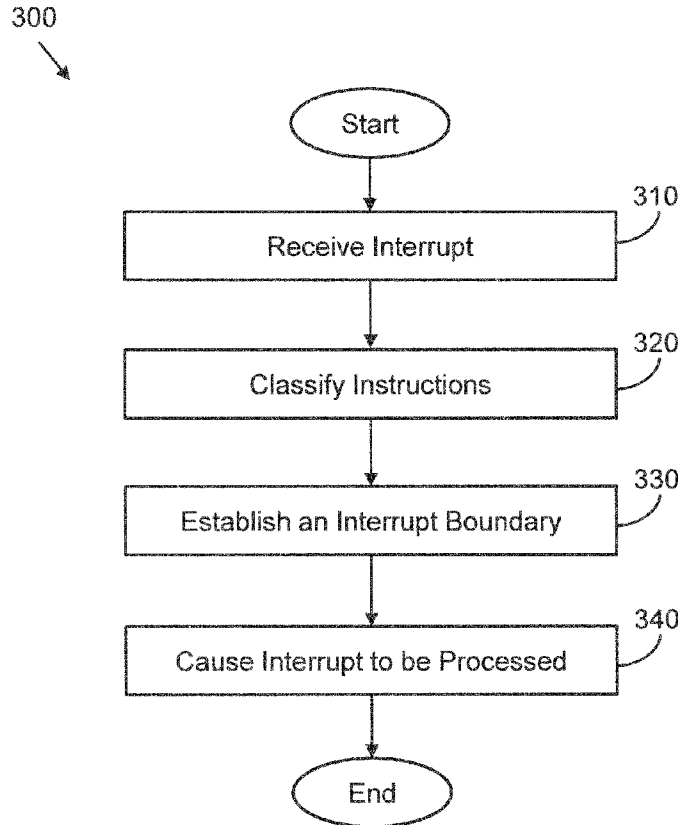 300
Start
310
Receive Interrupt
320
Classify Instructions
330
Establish an Interrupt Boundary
340
Cause Interrupt to be Processed
End